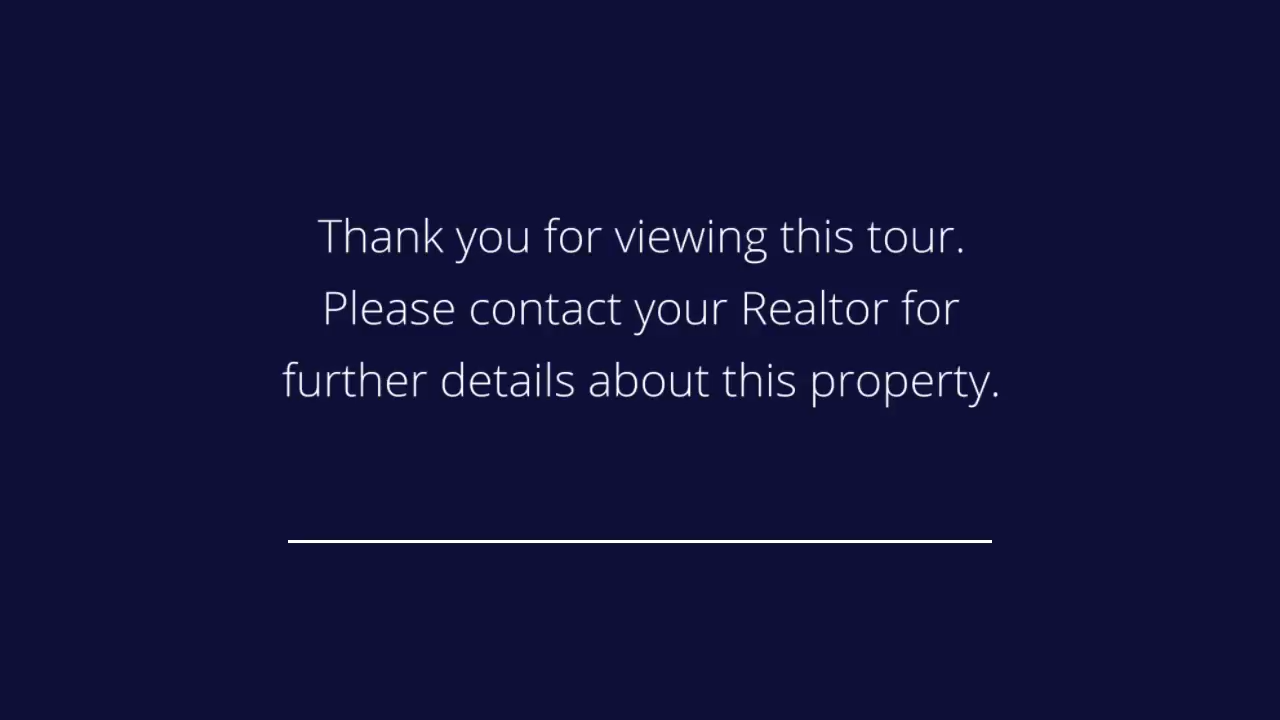 Thank you for viewing this tour.
Please contact your Realtor for
further details about this property.